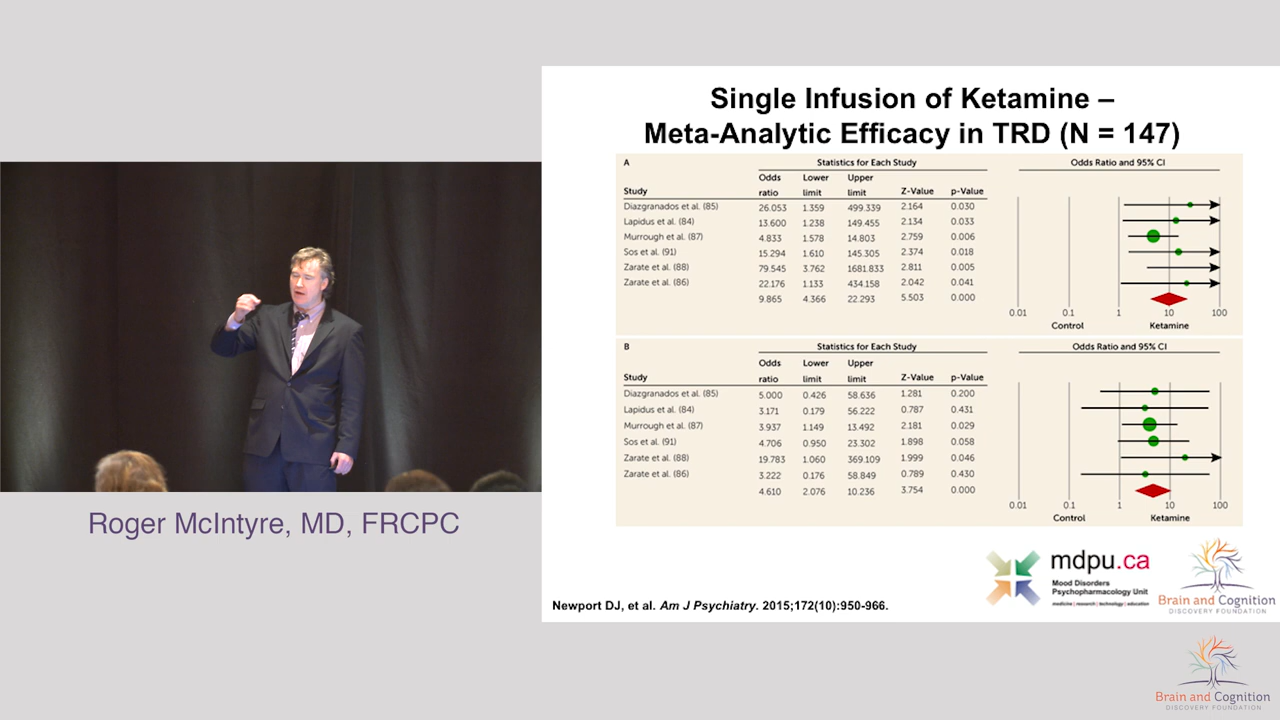 Single Infusion of Ketamine –
Meta-Analytic Efficacy in TRD (N = 147)
A
Statistics for Each Study
Odds Ratio and 95% CI
Odds Lower Upper
Study ratio limit limit Z-Value p-Value
Diazgranados et al. (85) 26.053 1.359 499.339 2.164 0.030
Lapidus et al. (84) 13.600 1.238 149.455 2.134 0.033
Murrough et al. (87) 4.833 1.578 14.803 2.759 0.006
Sos et al. (91) 15.294 1.610 145.305 2.374 0.018
Zarate et al. (88) 79.545 3.762 1681.833 2.811 0.005
Zarate et al. (86) 22.176 1.133 434.158 2.042 0.041
9.865 4.366 22.293 5.503 0.000
0.01 0.1 1 10 100
Control Ketamine
B
Statistics for Each Study
Odds Ratio and 95% CI
Odds Lower Upper
Study ratio limit limit Z-Value p-Value
Diazgranados et al. (85) 5.000 0.426 58.636 1.281 0.200
Lapidus et al. (84) 3.171 0.179 56.222 0.787 0.431
Murrough et al. (87) 3.937 1.149 13.492 2.181 0.029
Sos et al. (91) 4.706 0.950 23.302 1.898 0.058
Zarate et al. (88) 19.783 1.060 369.109 1.999 0.046
Zarate et al. (86) 3.222 0.176 58.849 0.789 0.430
4.610 2.076 10.236 3.754 0.000
0.01 0.1 1 10 100
Control Ketamine
Roger McIntyre, MD, FRCPC
mdpu.ca
Mood Disorders
Psychopharmacology Unit
medicine | research | technology | education
Brain and Cognition
DISCOVERY FOUNDATION
Newport DJ, et al. Am J Psychiatry. 2015;172(10):950-966.
Brain and Cognition
DISCOVERY FOUNDATION